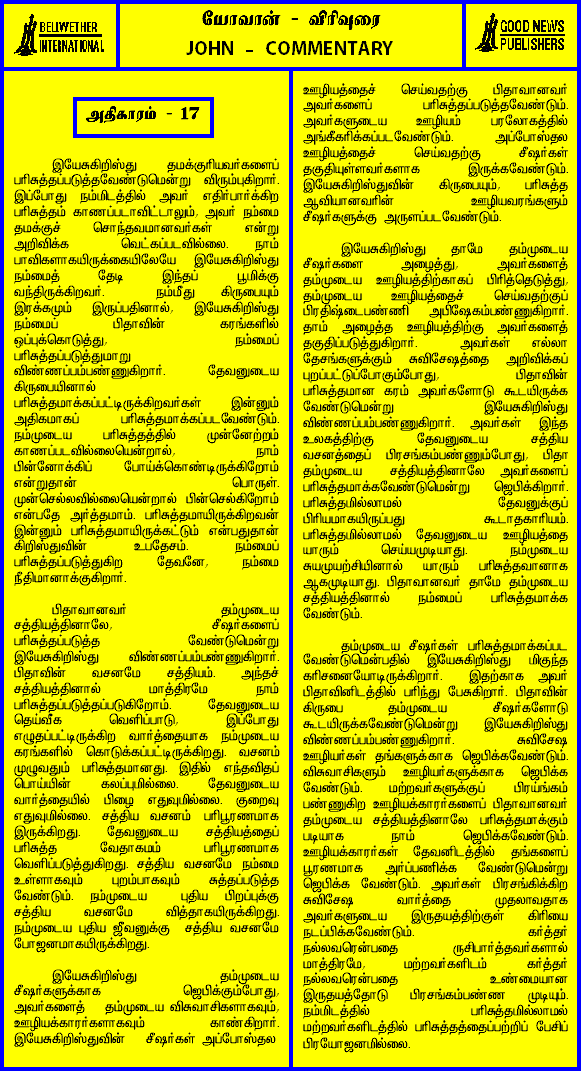 BELIWETHER
INTERNATIONAL
யோவான் - விரிவுரை
JOHN - COMMENTARY
GOOD NEWS
PUBLISHERS
அதிகாரம் - 17
இயேசுகிறிஸ்து தமக்குரியவர்களைப்
பரிசுத்தப்படுத்தவேண்டுமென்று விரும்புகிறார்.
இப்போது நம்மிடத்தில் அவர் எதிர்பார்க்கிற
பரிசுத்தம் காணப்படாவிட்டாலும், அவர் நம்மை
தமக்குச் சொந்தவமானவர்கள் என்று
அறிவிக்க வெட்கப்படவில்லை. நாம்
பாவிகளாகயிருக்கையிலேயே இயேசுகிறிஸ்து
நம்மைத் தேடி இந்தப் பூமிக்கு
வந்திருக்கிறவர். நம்மீது கிருபையும்
இரக்கமும் இருப்பதினால், இயேசுகிறிஸ்து
நம்மைப் பிதாவின் கரங்களில்
ஒப்புக்கொடுத்து, நம்மைப்
பரிசுத்தப்படுத்துமாறு
விண்ணப்பம்பண்ணுகிறார். தேவனுடைய
கிருபையினால்
பரிசுத்தமாக்கப்பட்டிருக்கிறவர்கள் இன்னும்
அதிகமாகப் பரிசுத்தமாக்கப்படவேண்டும்.
நம்முடைய பரிசுத்தத்தில் முன்னேற்றம்
காணப்படவில்லையென்றால், நாம்
பின்னோக்கிப் போய்க்கொண்டிருக்கிறோம்
என்றுதான் பொருள்.
முன்செல்லவில்லையென்றால் பின்செல்கிறோம்
என்பதே அர்த்தமாம். பரிசுத்தமாயிருக்கிறவன்
இன்னும் பரிசுத்தமாயிருக்கட்டும் என்பதுதான்
கிறிஸ்துவின் உபதேசம். நம்மைப்
பரிசுத்தப்படுத்துகிற தேவனே, நம்மை
நீதிமானாக்குகிறார்.
பிதாவானவர் தம்முடைய
சத்தியத்தினாலே, சீஷர்களைப்
பரிசுத்தப்படுத்த வேண்டுமென்று
இயேசுகிறிஸ்து விண்ணப்பம்பண்ணுகிறார்.
பிதாவின் வசனமே சத்தியம். அந்தச்
சத்தியத்தினால் மாத்திரமே நாம்
பரிசுத்தப்படுத்தப்படுகிறோம். தேவனுடைய
தெய்வீக வெளிப்பாடு, இப்போது
எழுதப்பட்டிருக்கிற வார்த்தையாக நம்முடைய
கரங்களில் கொடுக்கப்பட்டிருக்கிறது. வசனம்
முழுவதும் பரிசுத்தமானது. இதில் எந்தவிதப்
பொய்யின் கலப்புமில்லை. தேவனுடைய
வார்த்தையில் பிழை எதுவுமில்லை. குறைவு
எதுவுமில்லை. சத்திய வசனம் பரிபூரணமாக
இருக்கிறது. தேவனுடைய சத்தியத்தைப்
பரிசுத்த வேதாகமம் பரிபூரணமாக
வெளிப்படுத்துகிறது. சத்திய வசனமே நம்மை
உள்ளாகவும் புறம்பாகவும் சுத்தப்படுத்த
வேண்டும். நம்முடைய புதிய பிறப்புக்கு
சத்திய வசனமே வித்தாகயிருக்கிறது.
நம்முடைய புதிய ஜீவனுக்கு சத்திய வசனமே
போஜனமாகயிருக்கிறது.
இயேசுகிறிஸ்து தம்முடைய
சீஷர்களுக்காக ஜெபிக்கும்போது,
அவர்களைத் தம்முடைய விசுவாசிகளாகவும்,
ஊழியக்காரர்களாகவும் காண்கிறார்.
இயேசுகிறிஸ்துவின் சீஷர்கள் அப்போஸ்தல
ஊழியத்தைச் செய்வதற்கு பிதாவானவர்
அவர்களைப் பரிசுத்தப்படுத்தவேண்டும்.
அவர்களுடைய ஊழியம் பரலோகத்தில்
அங்கீகரிக்கப்படவேண்டும். அப்போஸ்தல
ஊழியத்தைச் செய்வதற்கு சீஷர்கள்
தகுதியுள்ளவர்களாக இருக்கவேண்டும்.
இயேசுகிறிஸ்துவின் கிருபையும், பரிசுத்த
ஆவியானவரின் ஊழியவரங்களும்
சீஷர்களுக்கு அருளப்படவேண்டும்.
இயேசுகிறிஸ்து தாமே தம்முடைய
சீஷர்களை அழைத்து, அவர்களைத்
தம்முடைய ஊழியத்திற்காகப் பிரித்தெடுத்து,
தம்முடைய ஊழியத்தைச் செய்வதற்குப்
பிரதிஷ்டைபண்ணி அபிஷேகம்பண்ணுகிறார்.
தாம் அழைத்த ஊழியத்திற்கு அவர்களைத்
தகுதிப்படுத்துகிறார். அவர்கள் எல்லா
தேசங்களுக்கும் சுவிசேஷத்தை அறிவிக்கப்
புறப்பட்டுப்போகும்போது, பிதாவின்
பரிசுத்தமான கரம் அவர்களோடு கூடயிருக்க
வேண்டுமென்று இயேசுகிறிஸ்து
விண்ணப்பம்பண்ணுகிறார். அவர்கள் இந்த
உலகத்திற்கு தேவனுடைய சத்திய
வசனத்தைப் பிரசங்கம்பண்ணும்போது, பிதா
தம்முடைய சத்தியத்தினாலே அவர்களைப்
பரிசுத்தமாக்கவேண்டுமென்று ஜெபிக்கிறார்.
பரிசுத்தமில்லாமல் தேவனுக்குப்
பிரியமாகயிருப்பது கூடாதகாரியம்.
பரிசுத்தமில்லாமல் தேவனுடைய ஊழியத்தை
யாரும் செய்யமுடியாது. நம்முடைய
சுயமுயற்சியினால் யாரும் பரிசுத்தவானாக
ஆகமுடியாது. பிதாவானவர் தாமே தம்முடைய
சத்தியத்தினால் நம்மைப் பரிசுத்தமாக்க
வேண்டும்.
தம்முடைய சீஷர்கள் பரிசுத்தமாக்கப்பட
வேண்டுமென்பதில் இயேசுகிறிஸ்து மிகுந்த
கரிசனையோடிருக்கிறார். இதற்காக அவர்
பிதாவினிடத்தில் பரிந்து பேசுகிறார். பிதாவின்
கிருபை தம்முடைய சீஷர்களோடு
கூடயிருக்கவேண்டுமென்று இயேசுகிறிஸ்து
விண்ணப்பம்பண்ணுகிறார். சுவிசேஷ
ஊழியர்கள் தங்களுக்காக ஜெபிக்கவேண்டும்.
விசுவாசிகளும் ஊழியர்களுக்காக ஜெபிக்க
வேண்டும். மற்றவர்களுக்குப் பிரய்ங்கம்
பண்ணுகிற ஊழியக்காரர்களைப் பிதாவானவர்
தம்முடைய சத்தியத்தினாலே பரிசுத்தமாக்கும்
படியாக நாம் ஜெபிக்கவேண்டும்.
ஊழியக்காரர்கள் தேவனிடத்தில் தங்களைப்
பூரணமாக அர்ப்பணிக்க வேண்டுமென்று
ஜெபிக்க வேண்டும். அவர்கள் பிரசங்கிக்கிற
சுவிசேஷ வார்த்தை முதலாவதாக
அவர்களுடைய இருதயத்திற்குள் கிரியை
நடப்பிக்கவேண்டும். கர்த்தர்
நல்லவரென்பதை ருசிபார்த்தவர்களால்
மாத்திரமே, மற்றவர்களிடம் கர்த்தர்
நல்லவரென்பதை உண்மையான
இருதயத்தோடு பிரசங்கம்பண்ண முடியும்.
நம்மிடத்தில் பரிசுத்தமில்லாமல்
மற்றவர்களிடத்தில் பரிசுத்தத்தைப்பற்றிப் பேசிப்
பிரயோஜனமில்லை.